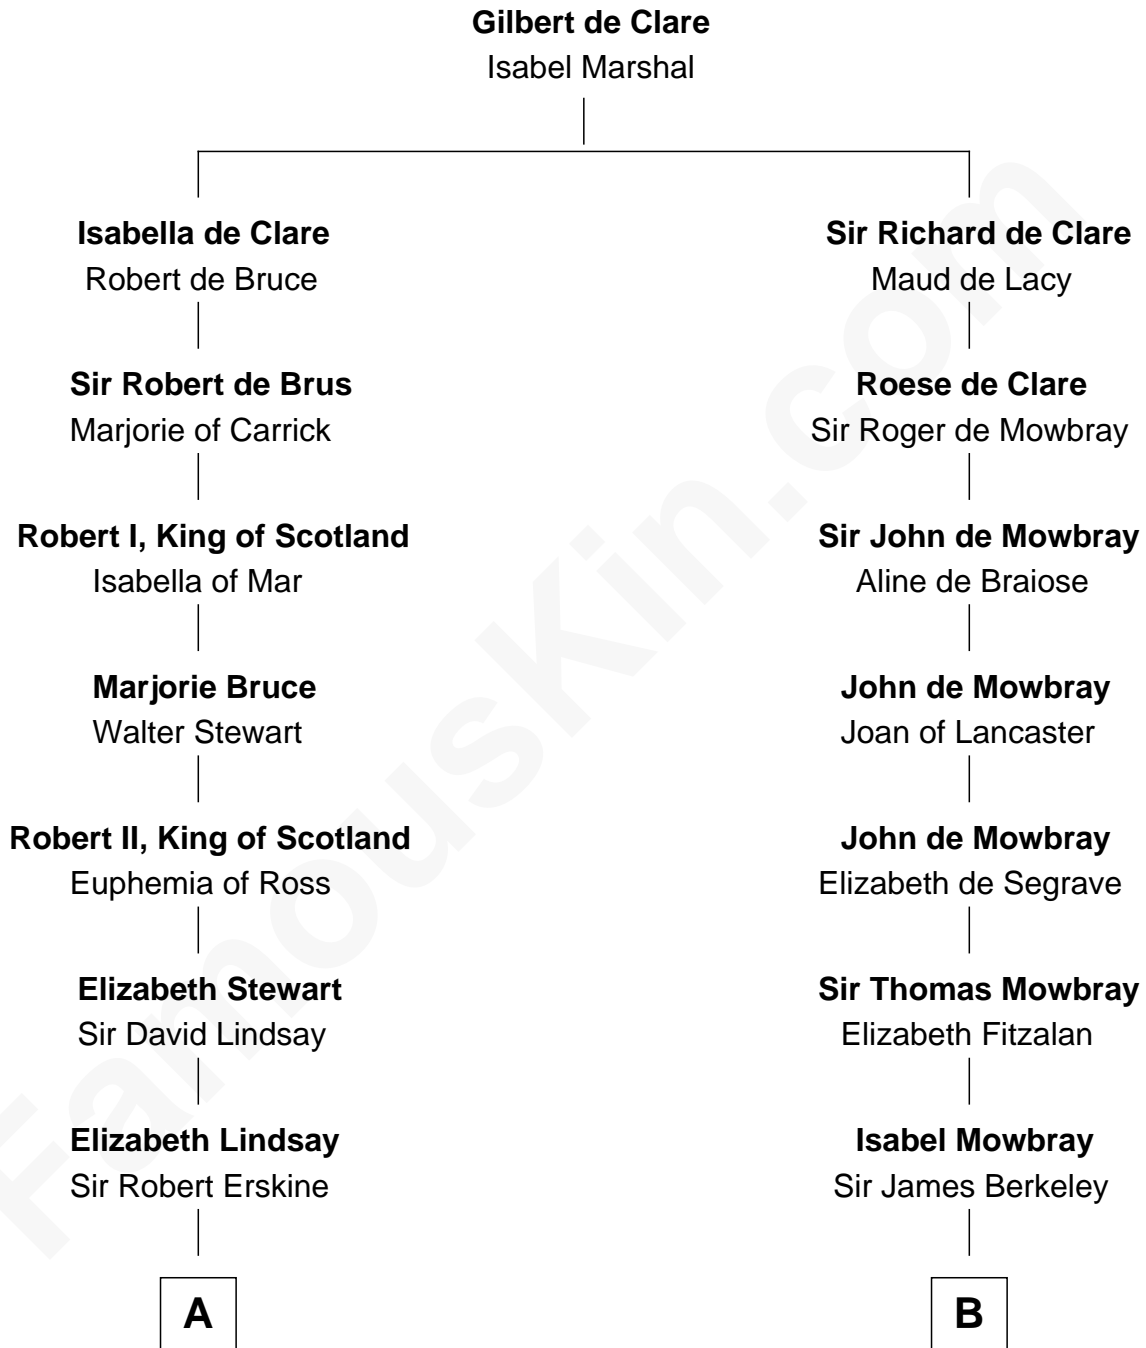 Gilbert de Clare
Isabel Marshal
Isabella de Clare
Robert de Bruce
Sir Richard de Clare
Maud de Lacy
Sir Robert de Brus
Marjorie of Carrick
Roese de Clare
Sir Roger de Mowbray
Robert I, King of Scotland
Isabella of Mar
Sir John de Mowbray
Aline de Braiose
Marjorie Bruce
Walter Stewart
John de Mowbray
Joan of Lancaster
Robert II, King of Scotland
Euphemia of Ross
John de Mowbray
Elizabeth de Segrave
Elizabeth Stewart
Sir David Lindsay
Sir Thomas Mowbray
Elizabeth Fitzalan
Elizabeth Lindsay
Sir Robert Erskine
Isabel Mowbray
Sir James Berkeley
A
B
FamousKin.com